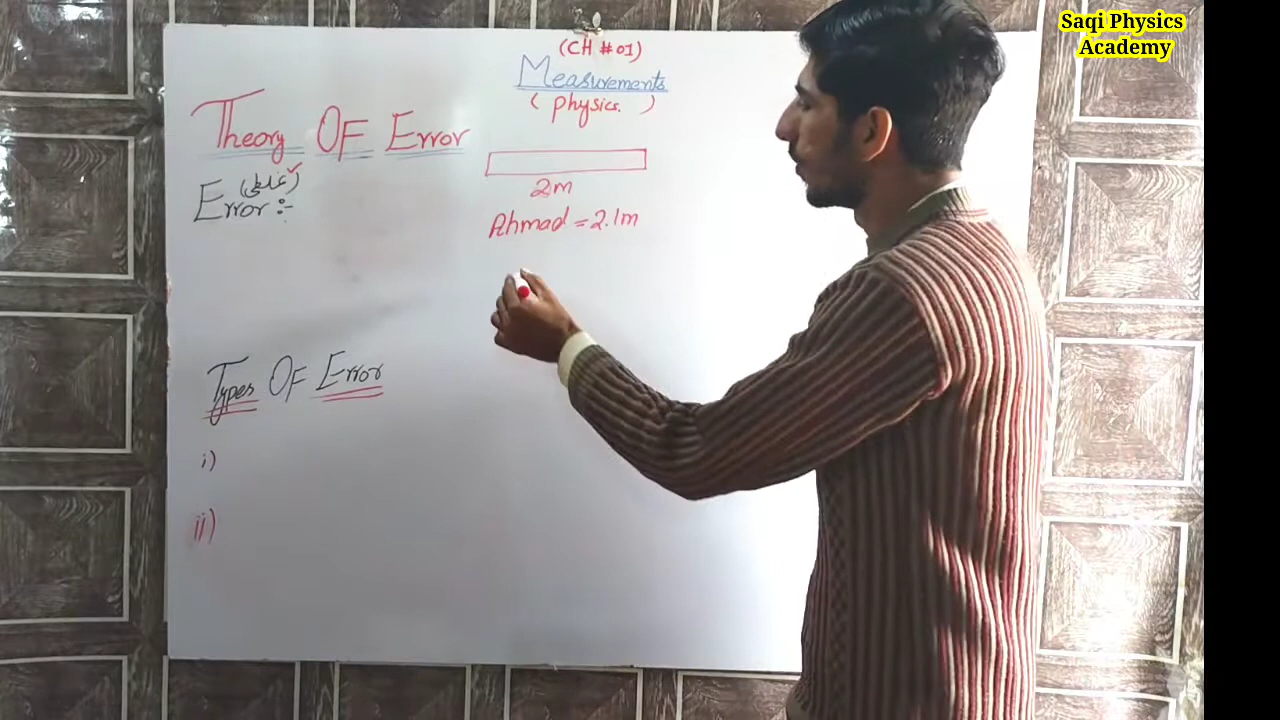 Saqi Physics
Academy
(CH # 01)
Measurements
( physics. )
Theory OF Error
2m
(غلطی)
Error :-
Ahmad = 2.1m
Types OF Error
i)
ii)